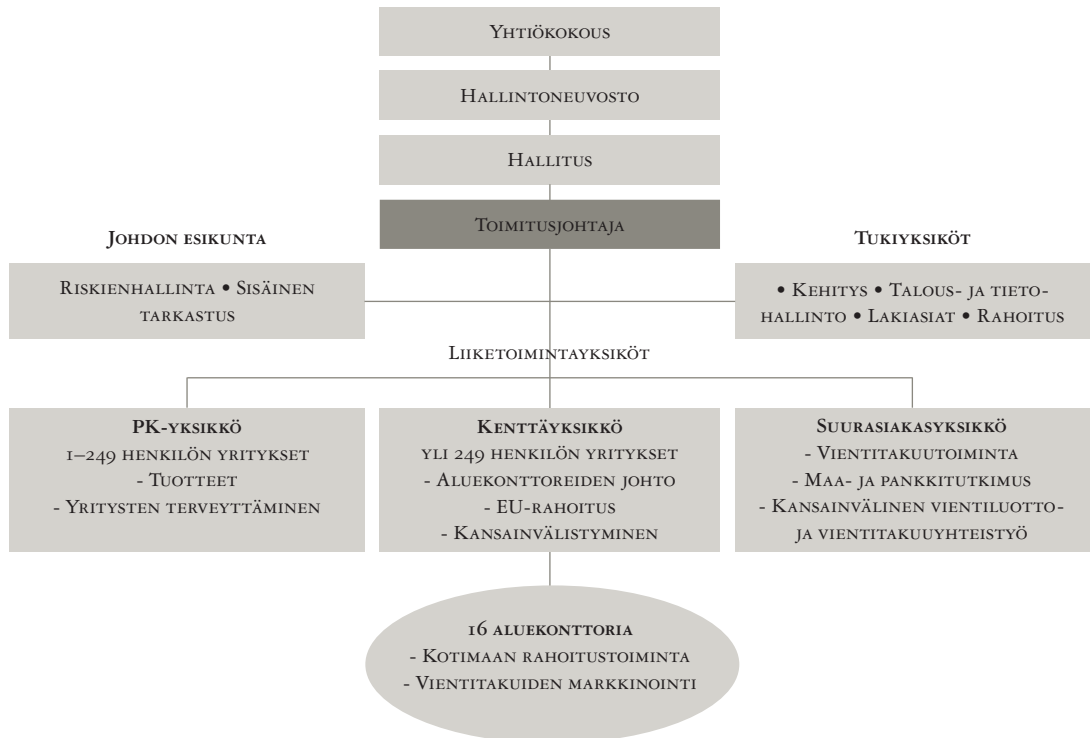 Yhtiökokous
Hallintoneuvosto
Hallitus
Toimitusjohtaja
Johdon esikunta
Riskienhallinta • Sisäinen
tarkastus
Tukiyksiköt
• Kehitys • Talous- ja tieto-
hallinto • Lakiasiat • Rahoitus
Liiketoimintayksiköt
PK-yksikkö
1–249 henkilön yritykset
- Tuotteet
- Yritysten terveyttäminen
Kenttäyksikkö
yli 249 henkilön yritykset
- Aluekonttoreiden johto
- EU-rahoitus
- Kansainvälistyminen
Suurasiakasyksikkö
- Vientitakuutoiminta
- Maa- ja pankkitutkimus
- Kansainvälinen vientiluotto-
ja vientitakuuyhteistyö
16 aluekonttoria
- Kotimaan rahoitustoiminta
- Vientitakuiden markkinointi